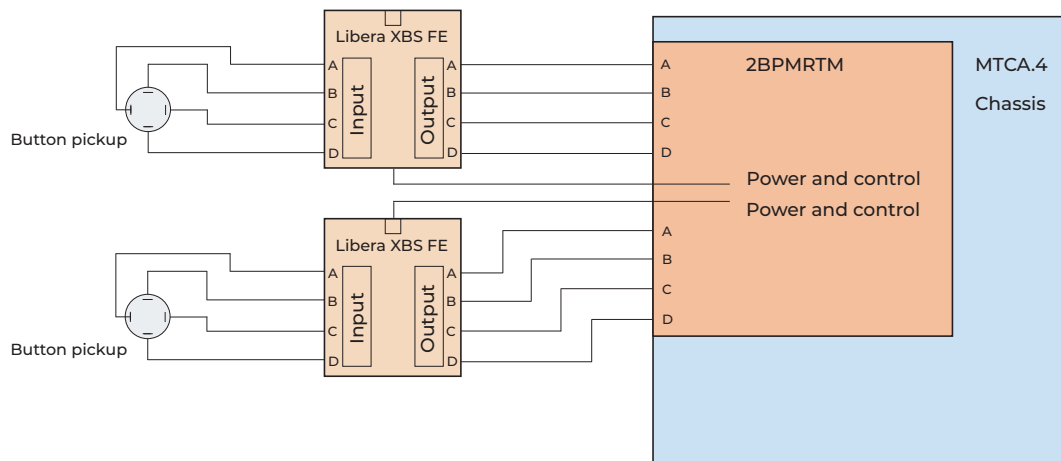 Libera XBS FE
A
B
C
D
Input
Output
A
B
C
D
Button pickup
2BPMRTM
A
B
C
D
Power and control
Power and control
A
B
C
D
MTCA.4
Chassis
Libera XBS FE
A
B
C
D
Input
Output
A
B
C
D
Button pickup